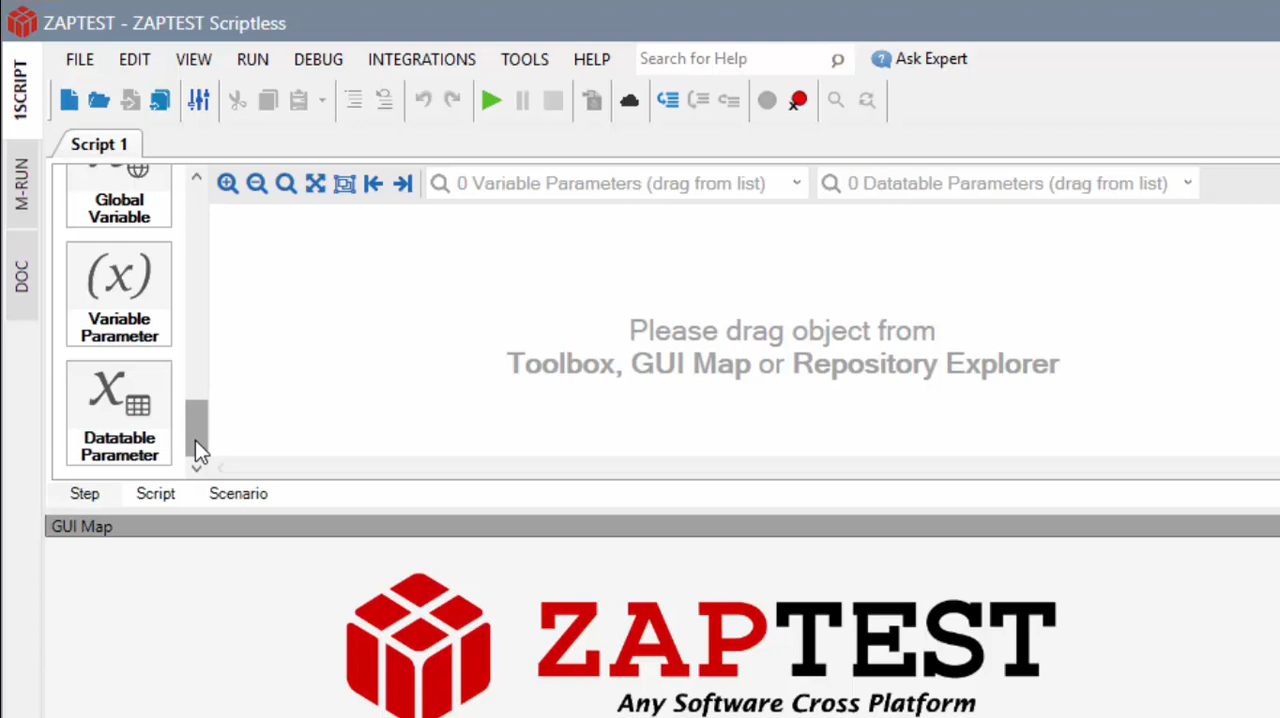 ZAPTEST - ZAPTEST Scriptless
FILE EDIT VIEW RUN DEBUG INTEGRATIONS TOOLS HELP Search for Help ? Ask Expert
1SCRIPT
M-RUN
DOC
Script 1
0 Variable Parameters (drag from list) 0 Datatable Parameters (drag from list)
Global
Variable
(x)
Variable
Parameter
X
Datatable
Parameter
Please drag object from
Toolbox, GUI Map or Repository Explorer
Step Script Scenario
GUI Map
ZAPTEST
Any Software Cross Platform